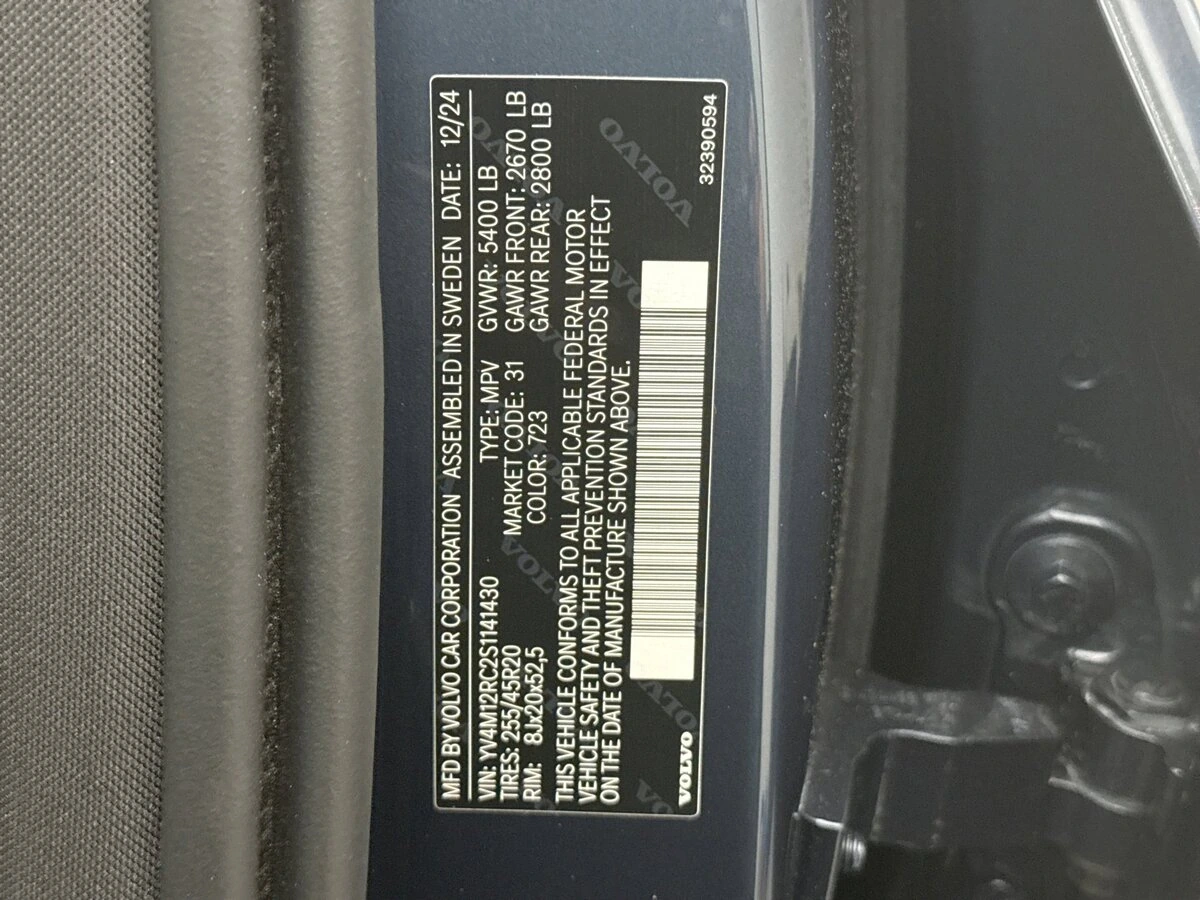 MFD BY VOLVO CAR CORPORATION ASSEMBLED IN SWEDEN DATE: 12/24
VIN: YV4M12RC2S1141430 TYPE: MPV GVWR: 5400 LB
TIRES: 255/45R20 MARKET CODE: 31 GAWR FRONT: 2670 LB
RIM: 8Jx20x52,5 COLOR: 723 GAWR REAR: 2800 LB
THIS VEHICLE CONFORMS TO ALL APPLICABLE FEDERAL MOTOR
VEHICLE SAFETY AND THEFT PREVENTION STANDARDS IN EFFECT
ON THE DATE OF MANUFACTURE SHOWN ABOVE.
VOLVO 32390594